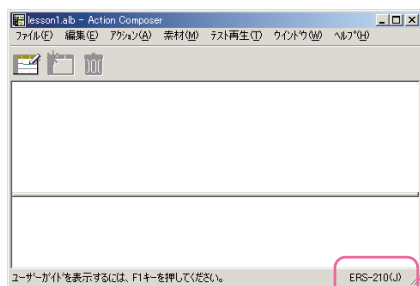 lesson1.alb - Action Composer
ファイル(F) 編集(E) アクション(A) 素材(M) テスト再生(T) ウインドウ(W) ヘルプ(H)
ユーザーガイドを表示するには、F1キーを押してください。 ERS-210(J)